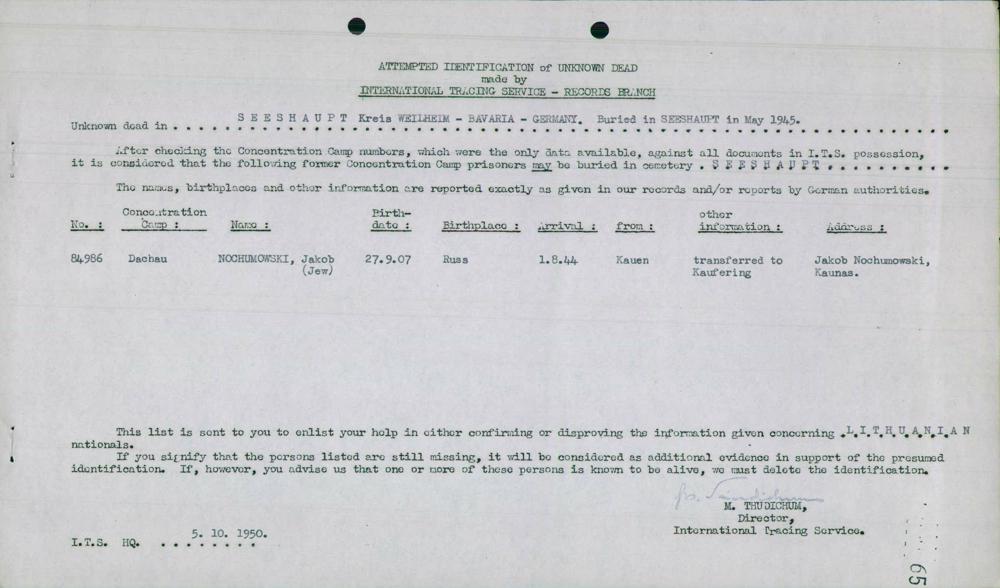 ATTEMPTED IDENTIFICATION of UNKNOWN DEAD
made by
INTERNATIONAL TRACING SERVICE - RECORDS BRANCH
Unknown dead in . . S E E S H A U P T Kreis WEILHEIM - BAVARIA - GERMANY. Buried in SEESHAUPT in May 1945.
After checking the Concentration Camp numbers, which were the only data available, against all documents in I.T.S. possession,
it is considered that the following former Concentration Camp prisoners may be buried in cemetery . S E E S H A U P T . . . . . . . .
The names, birthplaces and other information are reported exactly as given in our records and/or reports by German authorities.
No. : Concentration Camp : Name : Birth-date : Birthplace : Arrival : from : other information : Address :
84986 Dachau NOCHUMOWSKI, Jakob 27.9.07 Russ 1.8.44 Kauen transferred to Jakob Nochumowski,
(Jew) Kaufering Kaunas.
This list is sent to you to enlist your help in either confirming or disproving the information given concerning .L.I.T.H.U.A.N.I.A N
nationals.
If you signify that the persons listed are still missing, it will be considered as additional evidence in support of the presumed
identification. If, however, you advise us that one or more of these persons is known to be alive, we must delete the identification.
M. THUDICHUM,
Director,
International Tracing Service.
I.T.S. HQ. 5. 10. 1950.
65